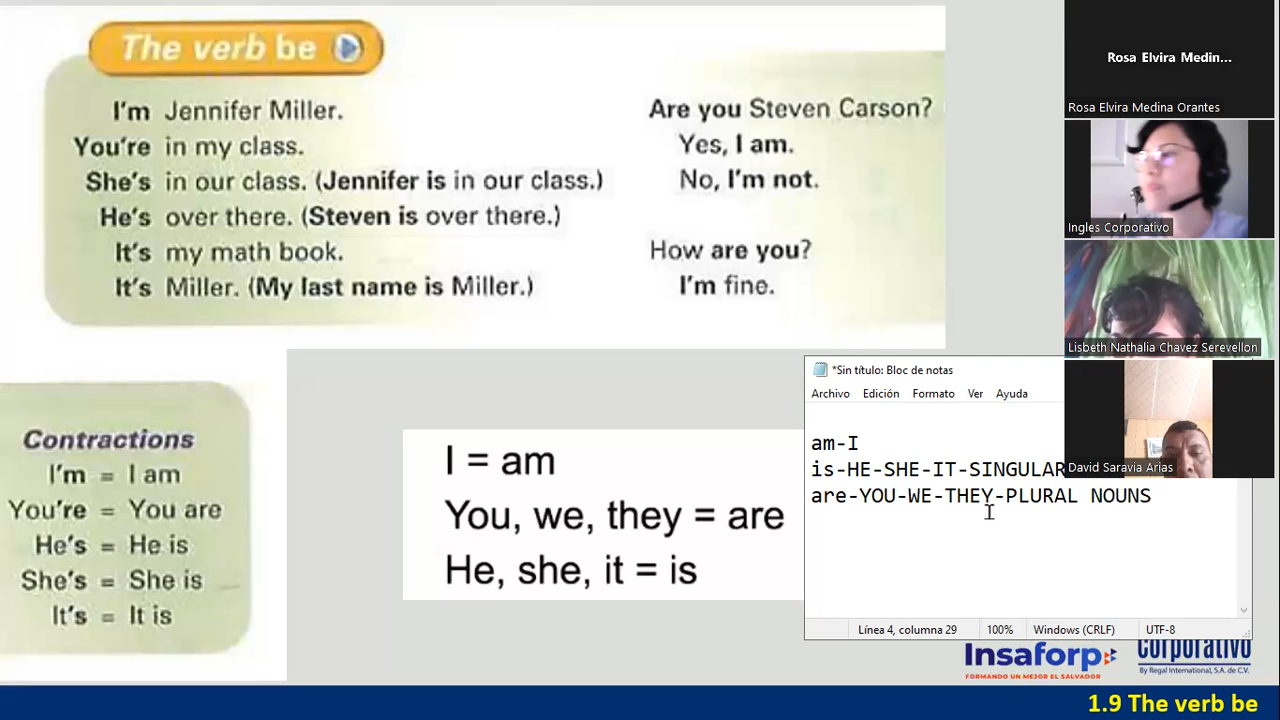 The verb be
I'm Jennifer Miller.
You're in my class.
She's in our class. (Jennifer is in our class.)
He's over there. (Steven is over there.)
It's my math book.
It's Miller. (My last name is Miller.)
Are you Steven Carson?
Yes, I am.
No, I'm not.
How are you?
I'm fine.
Contractions
I'm = I am
You're = You are
He's = He is
She's = She is
It's = It is
I = am
You, we, they = are
He, she, it = is
*Sin título: Bloc de notas
Archivo Edición Formato Ver Ayuda
am-I
is-HE-SHE-IT-SINGULAR
are-YOU-WE-THEY-PLURAL NOUNS
Línea 4, columna 29 100% Windows (CRLF) UTF-8
Rosa Elvira Medin...
Rosa Elvira Medina Orantes
Ingles Corporativo
Lisbeth Nathalia Chavez Serevellon
David Saravia Arias
Insaforp
FORMANDO UN MEJOR EL SALVADOR
corporativo
By Regal International, S.A. de C.V.
1.9 The verb be